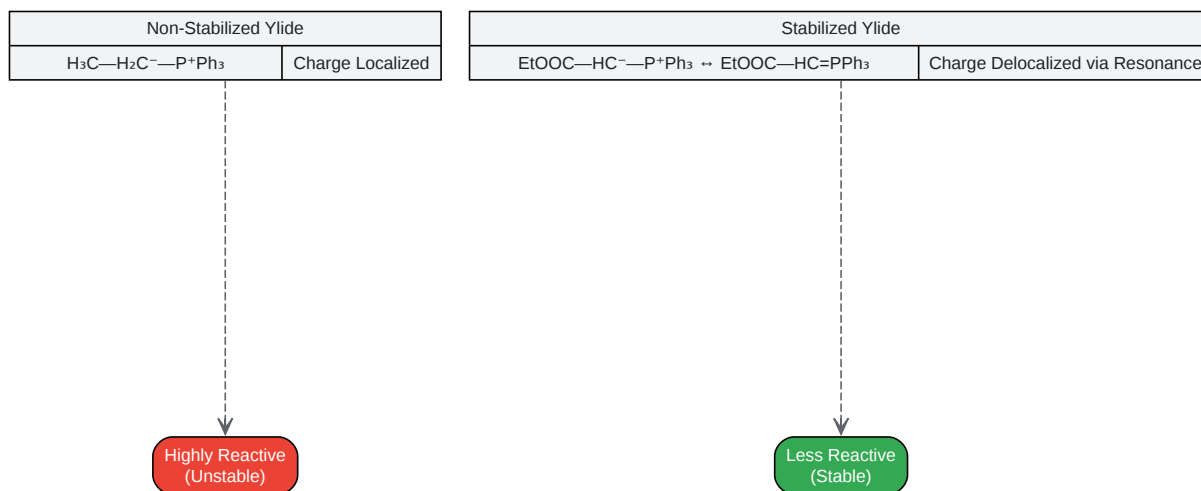 Non-Stabilized Ylide
H₃C—H₂C⁻—P⁺Ph₃
Charge Localized
Stabilized Ylide
EtOOC—HC⁻—P⁺Ph₃ ↔ EtOOC—HC=PPh₃
Charge Delocalized via Resonance
Highly Reactive
(Unstable)
Less Reactive
(Stable)